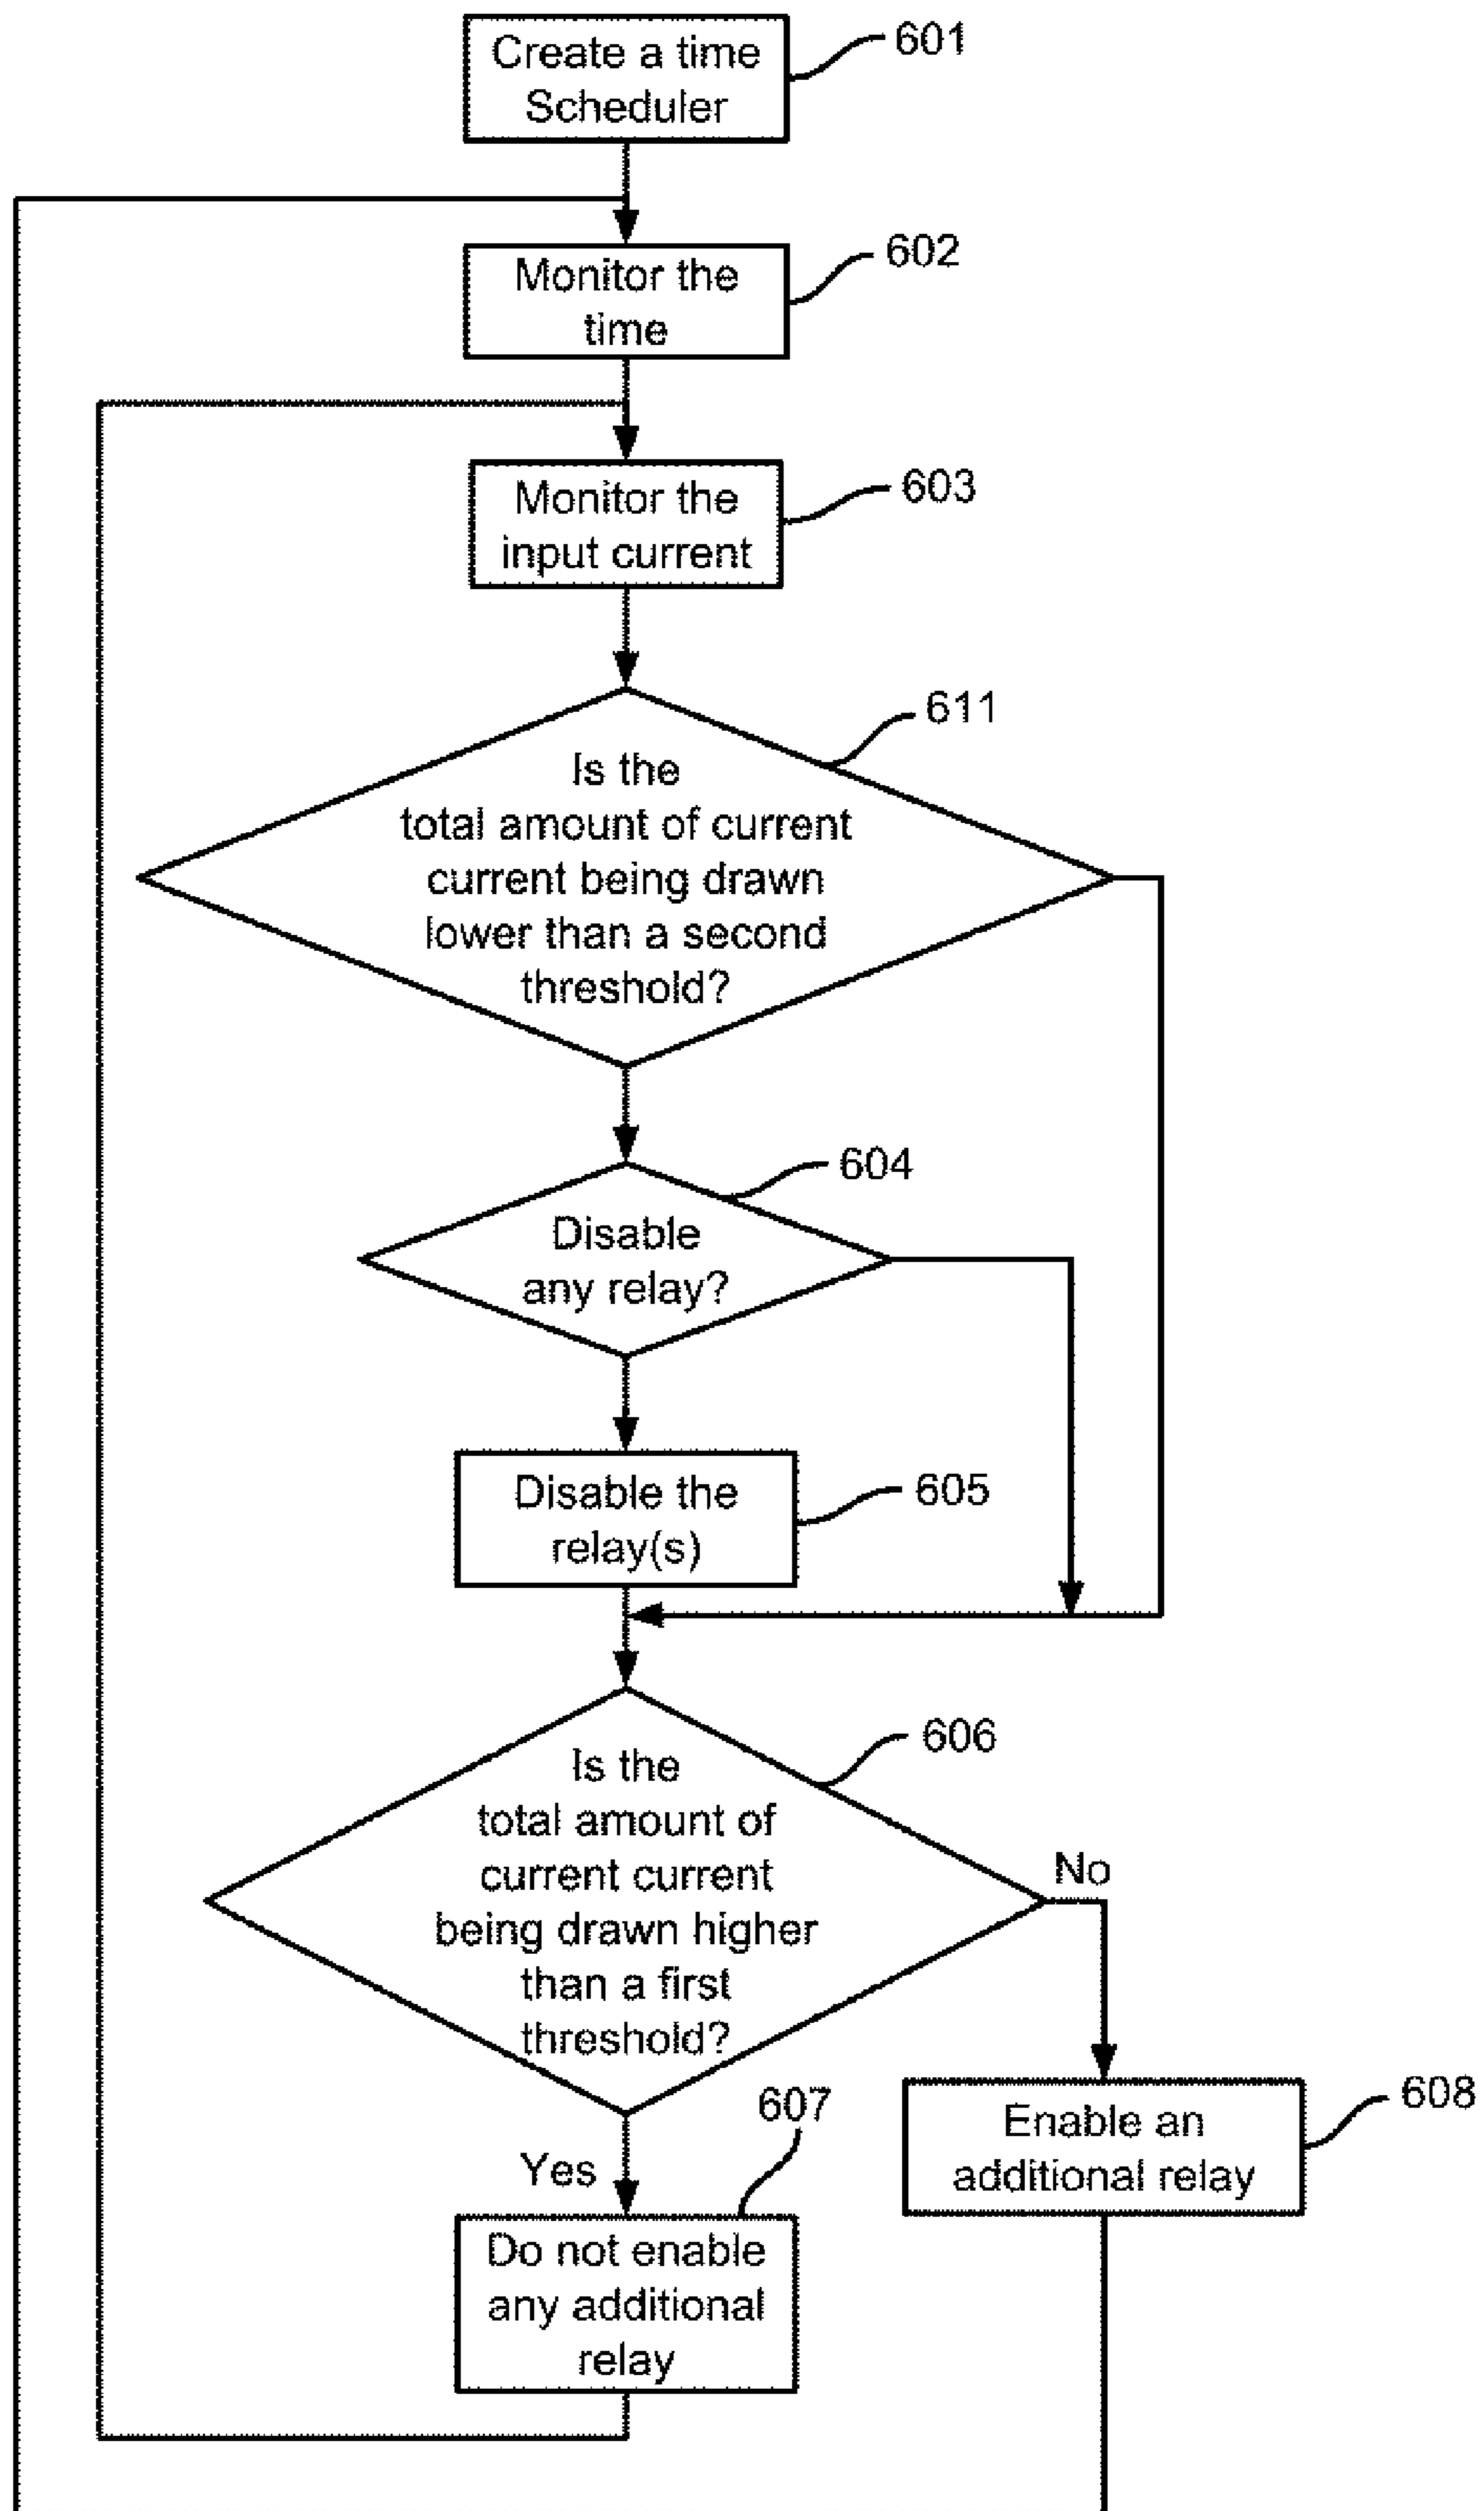 Create a time
Scheduler
601
Monitor the
time
602
Monitor the
input current
603
Is the
total amount of current
current being drawn
lower than a second
threshold?
611
Disable
any relay?
604
Disable the
relay(s)
605
Is the
total amount of
current current
being drawn higher
than a first
threshold?
606
No
Yes
607
Do not enable
any additional
relay
Enable an
additional relay
608